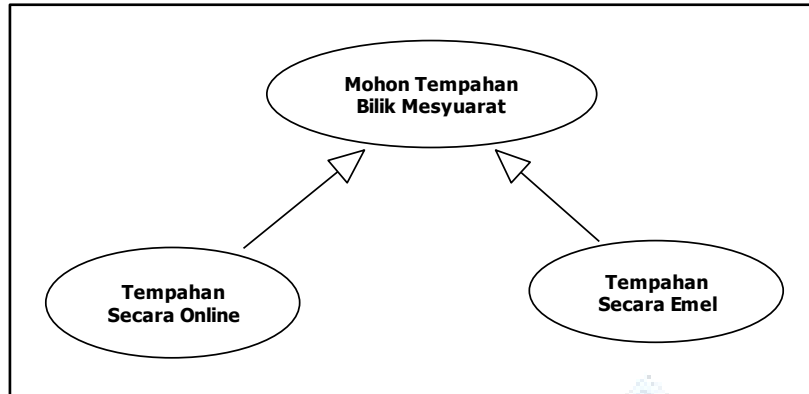 Mohon Tempahan
Bilik Mesyuarat
Tempahan
Secara Online
Tempahan
Secara Emel